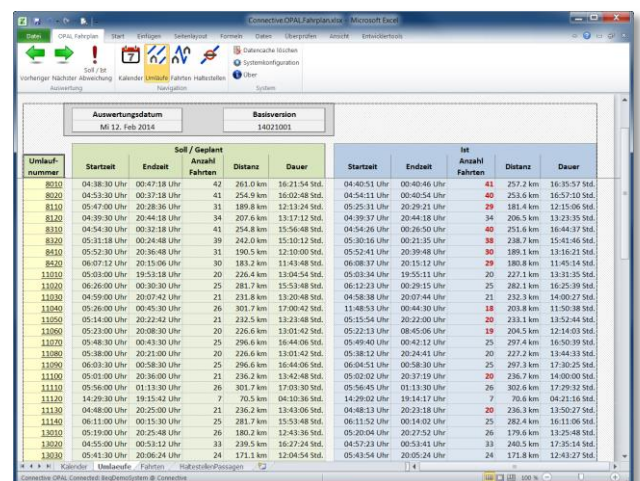 Connective.OPAL.Fahrplan.xlsx - Microsoft Excel
Datei OPAL.Fahrplan Start Einfügen Seitenlayout Formeln Daten Überprüfen Ansicht Entwicklertools
Vorheriger Nächster Soll / Ist Abweichung Kalender Umläufe Fahrten Haltestellen Datencache löschen
Systemkonfiguration
Über
Auswertung Navigation System
Auswertungsdatum Basisversion
Mi 12. Feb 2014 14021001
Soll / Geplant Ist
Umlauf-nummer Startzeit Endzeit Anzahl Fahrten Distanz Dauer Startzeit Endzeit Anzahl Fahrten Distanz Dauer
8010 04:38:30 Uhr 00:47:18 Uhr 42 261.0 km 16:21:54 Std. 04:40:51 Uhr 00:40:46 Uhr 41 257.2 km 16:35:57 Std.
8020 04:53:30 Uhr 00:37:18 Uhr 41 254.9 km 16:02:48 Std. 04:54:11 Uhr 00:40:54 Uhr 40 253.6 km 16:57:10 Std.
8110 05:47:00 Uhr 20:28:36 Uhr 31 189.8 km 12:13:24 Std. 05:25:31 Uhr 20:29:21 Uhr 29 181.4 km 12:15:06 Std.
8120 04:39:30 Uhr 20:44:18 Uhr 34 207.6 km 13:17:12 Std. 04:39:37 Uhr 20:44:18 Uhr 34 206.5 km 13:23:35 Std.
8310 04:54:30 Uhr 00:32:18 Uhr 41 254.8 km 15:56:48 Std. 04:54:26 Uhr 00:26:50 Uhr 40 251.6 km 16:44:37 Std.
8320 05:31:18 Uhr 00:24:48 Uhr 39 242.0 km 15:10:12 Std. 05:30:16 Uhr 00:21:35 Uhr 38 238.7 km 15:41:46 Std.
8410 05:52:30 Uhr 20:36:48 Uhr 31 190.5 km 12:10:00 Std. 05:52:41 Uhr 20:39:48 Uhr 30 189.1 km 13:16:21 Std.
8420 06:07:12 Uhr 20:15:06 Uhr 30 183.2 km 11:43:48 Std. 06:08:37 Uhr 20:15:12 Uhr 29 180.8 km 11:45:14 Std.
11010 05:03:00 Uhr 19:53:18 Uhr 20 226.4 km 13:04:54 Std. 05:03:34 Uhr 19:55:11 Uhr 20 227.1 km 13:31:35 Std.
11020 06:26:00 Uhr 00:30:30 Uhr 25 281.7 km 15:53:48 Std. 06:12:23 Uhr 00:29:15 Uhr 25 282.1 km 16:25:39 Std.
11030 04:59:00 Uhr 20:07:42 Uhr 21 231.8 km 13:20:48 Std. 04:58:38 Uhr 20:07:44 Uhr 21 232.3 km 14:00:27 Std.
11040 05:26:00 Uhr 00:45:30 Uhr 26 301.7 km 17:00:42 Std. 11:48:53 Uhr 00:44:30 Uhr 18 203.8 km 11:50:38 Std.
11050 05:14:00 Uhr 20:22:42 Uhr 21 232.5 km 13:23:48 Std. 05:15:54 Uhr 20:22:00 Uhr 20 233.1 km 13:52:44 Std.
11060 05:23:00 Uhr 20:08:30 Uhr 20 226.6 km 13:01:42 Std. 05:22:13 Uhr 08:45:06 Uhr 19 204.5 km 12:14:03 Std.
11070 05:48:30 Uhr 00:43:30 Uhr 25 296.6 km 16:44:06 Std. 05:49:40 Uhr 00:42:12 Uhr 25 297.4 km 16:50:39 Std.
11080 05:38:00 Uhr 20:21:00 Uhr 20 226.6 km 13:01:42 Std. 05:38:12 Uhr 20:24:41 Uhr 20 227.2 km 13:44:33 Std.
11090 06:03:30 Uhr 00:58:30 Uhr 25 296.6 km 16:44:06 Std. 06:04:51 Uhr 00:58:30 Uhr 25 297.3 km 17:30:25 Std.
11100 05:01:00 Uhr 20:36:00 Uhr 21 236.2 km 13:42:48 Std. 05:02:02 Uhr 20:37:19 Uhr 20 236.7 km 14:00:00 Std.
11110 05:56:00 Uhr 01:13:30 Uhr 26 301.7 km 17:03:30 Std. 05:56:45 Uhr 01:13:30 Uhr 26 302.6 km 17:29:32 Std.
11120 14:29:30 Uhr 19:15:42 Uhr 7 70.5 km 04:10:36 Std. 14:29:02 Uhr 19:14:17 Uhr 7 70.6 km 04:21:16 Std.
11130 04:48:00 Uhr 20:25:00 Uhr 21 236.2 km 13:43:06 Std. 04:48:13 Uhr 20:23:18 Uhr 20 236.3 km 13:50:27 Std.
11140 06:11:00 Uhr 00:15:30 Uhr 25 281.7 km 15:53:48 Std. 06:11:52 Uhr 00:14:02 Uhr 25 282.4 km 16:11:06 Std.
13010 05:19:00 Uhr 20:25:48 Uhr 26 180.2 km 12:43:36 Std. 05:20:04 Uhr 20:27:52 Uhr 26 179.6 km 13:25:48 Std.
13020 04:55:00 Uhr 00:53:12 Uhr 33 239.5 km 16:27:24 Std. 04:57:23 Uhr 00:53:41 Uhr 33 240.5 km 17:35:14 Std.
13030 05:41:30 Uhr 20:06:24 Uhr 24 171.1 km 12:04:54 Std. 05:43:54 Uhr 20:05:24 Uhr 24 171.8 km 12:43:27 Std.
Kalender Umlaeufe Fahrten HaltestellenPassagen
Connective OPAL Connected: BeqDemoSystem @ Connective 100 %